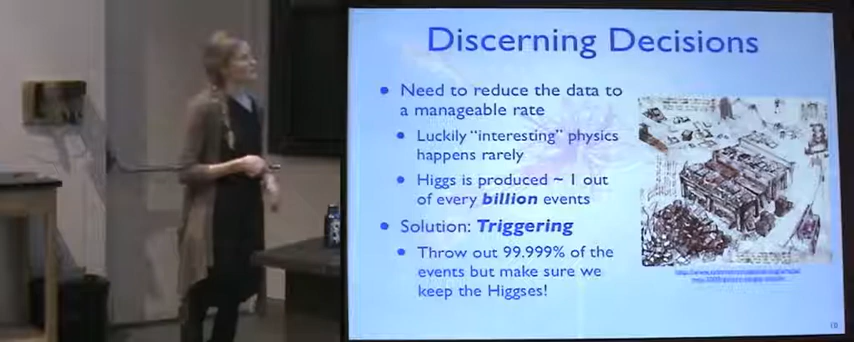 Discerning Decisions
• Need to reduce the data to
a manageable rate
• Luckily "interesting" physics
happens rarely
• Higgs is produced ~ 1 out
of every billion events
• Solution: Triggering
• Throw out 99.999% of the
events but make sure we
keep the Higgses!